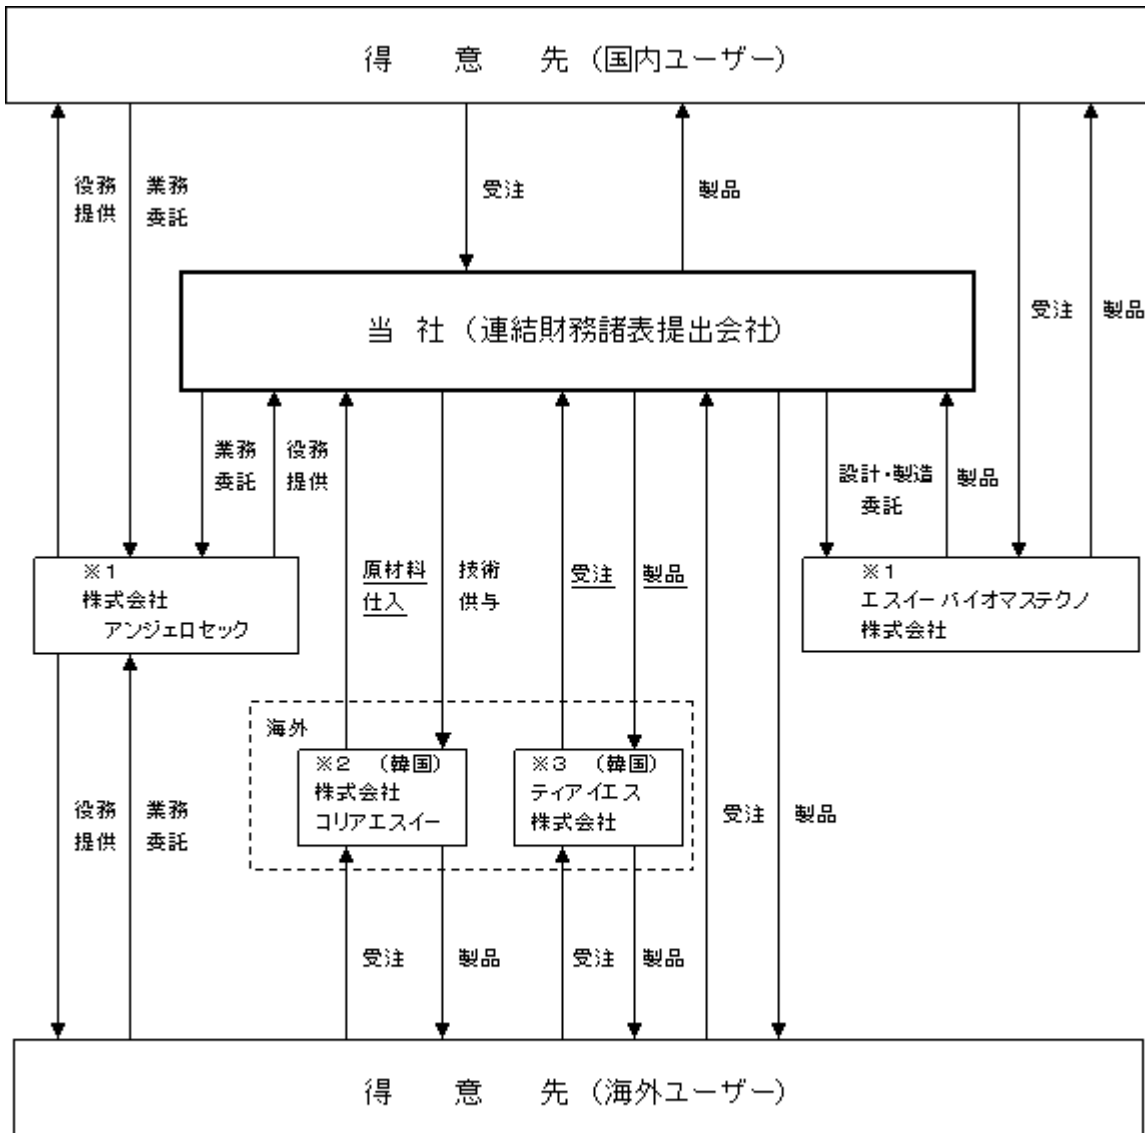 得　意　先（国内ユーザー）
役務
提供
業務
委託
受注
製品
受注
製品
当 社（連結財務諸表提出会社）
業務
委託
役務
提供
原材料
仕入
技術
供与
受注
製品
設計・製造
委託
製品
※１
株式会社
アンジェロセック
※１
エスイーバイオマステクノ
株式会社
海外
※２　（韓国）
株式会社
コリアエスイー
※３　（韓国）
ティアイエス
株式会社
役務
提供
業務
委託
受注
製品
受注
製品
受注
製品
得　意　先（海外ユーザー）